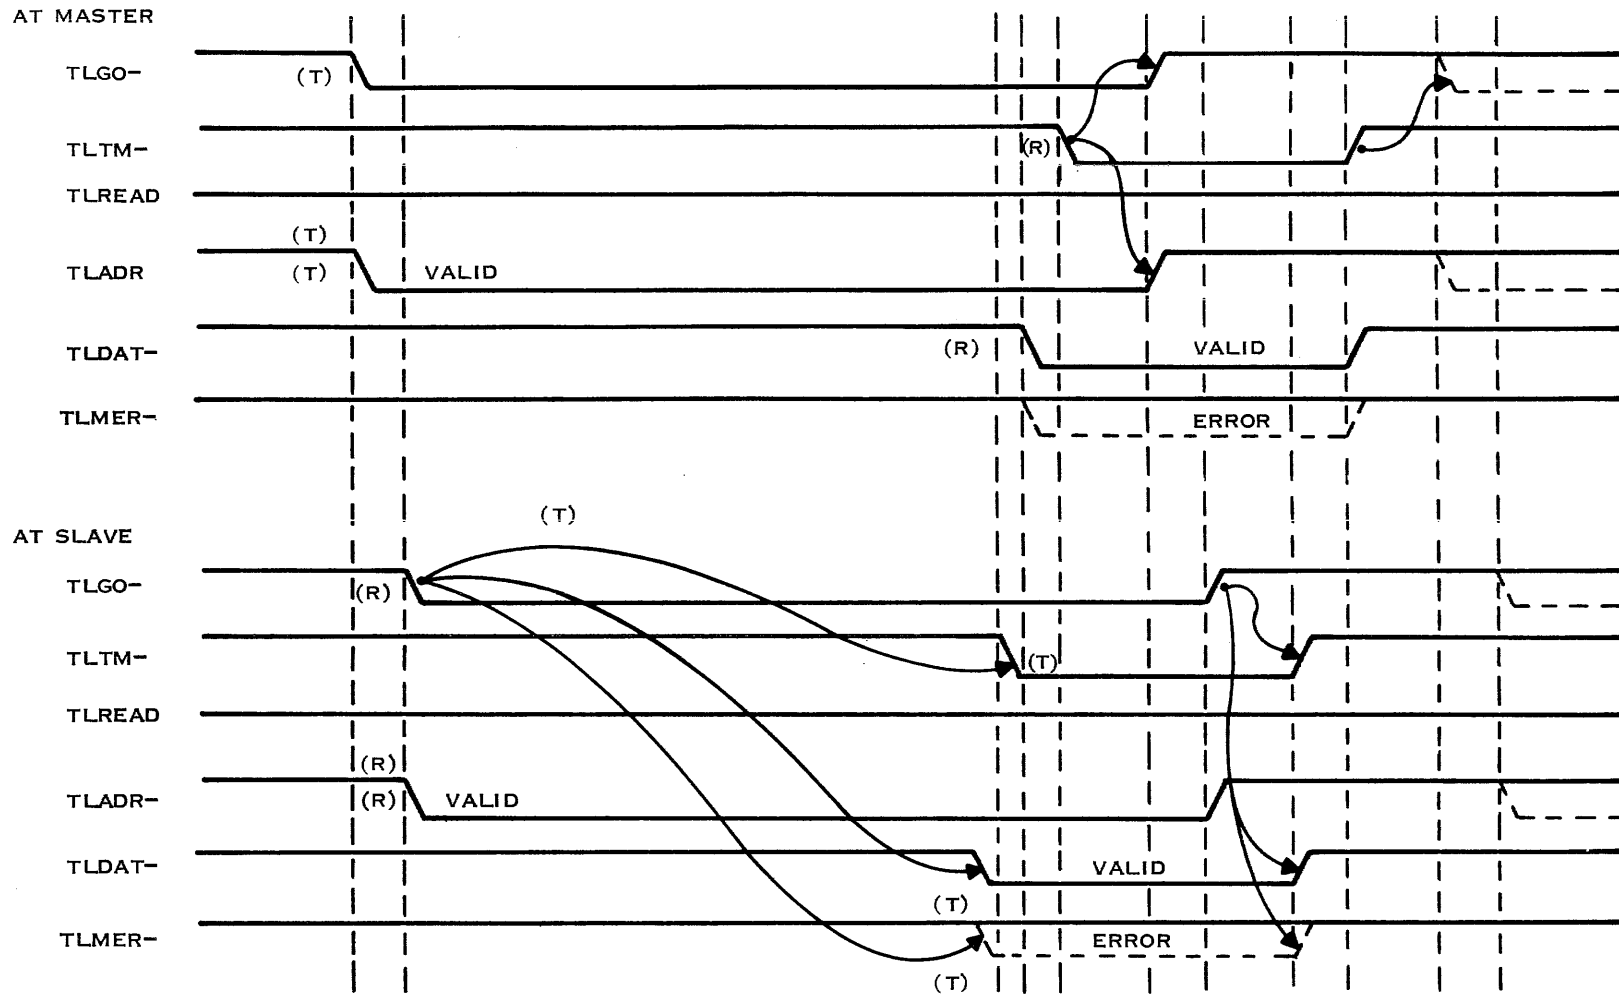 AT MASTER
TLGO-
(T)
TLTM-
(R)
TLREAD
(T)
TLADR
(T)
VALID
TLDAT-
(R)
VALID
TLMER-
ERROR
(T)
AT SLAVE
TLGO-
(R)
TLTM-
(T)
TLREAD
(R)
TLADR-
(R)
VALID
TLDAT-
VALID
(T)
TLMER-
ERROR
(T)